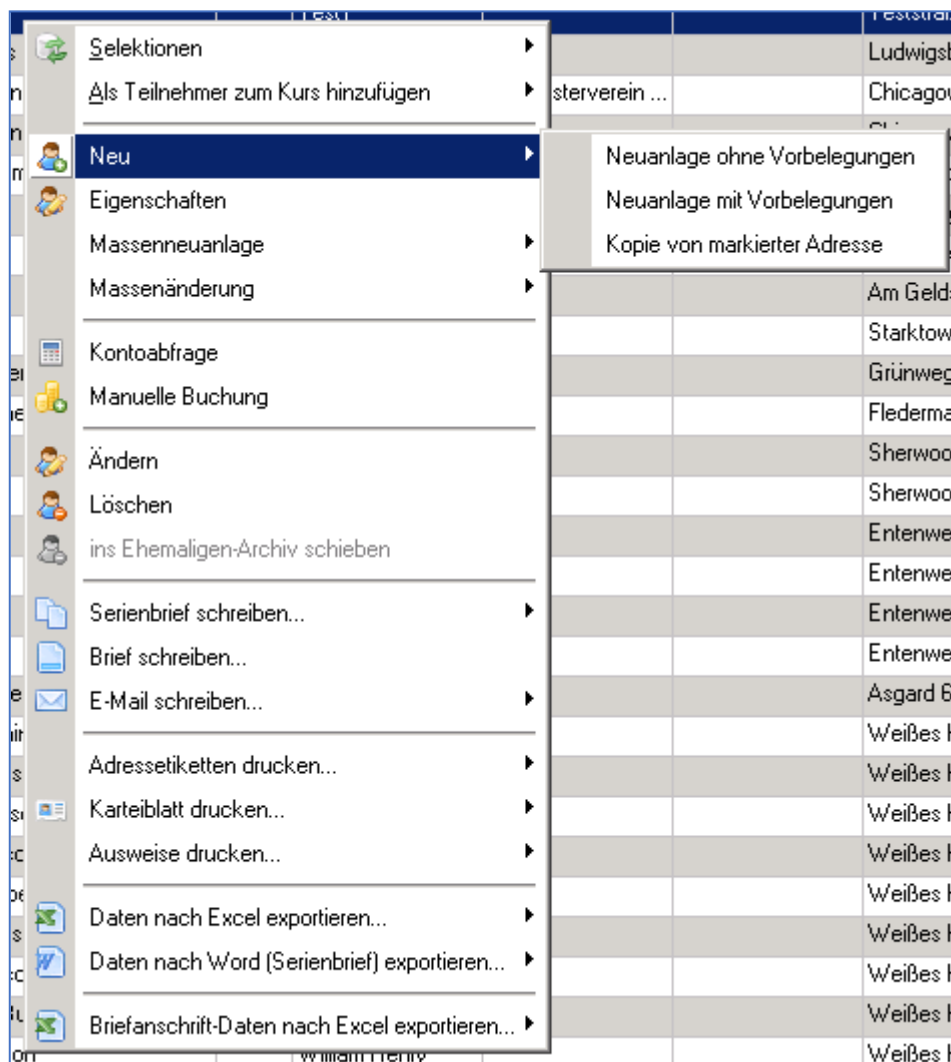 Selektionen
Als Teilnehmer zum Kurs hinzufügen
Neu
Eigenschaften
Massenneuanlage
Massenänderung
Kontoabfrage
Manuelle Buchung
Ändern
Löschen
ins Ehemaligen-Archiv schieben
Serienbrief schreiben...
Brief schreiben...
E-Mail schreiben...
Adressetiketten drucken...
Karteiblatt drucken...
Ausweise drucken...
Daten nach Excel exportieren...
Daten nach Word (Serienbrief) exportieren...
Briefanschrift-Daten nach Excel exportieren...
Neuanlage ohne Vorbelegungen
Neuanlage mit Vorbelegungen
Kopie von markierter Adresse
sterverein ...
Ludwigsb
Chicagow
Am Gelds
Starktow
Grünweg
Flederma
Sherwoo
Sherwoo
Entenwe
Entenwe
Entenwe
Entenwe
Asgard 6
Weißes H
Weißes H
Weißes H
Weißes H
Weißes H
Weißes H
Weißes H
Weißes H
Weißes H